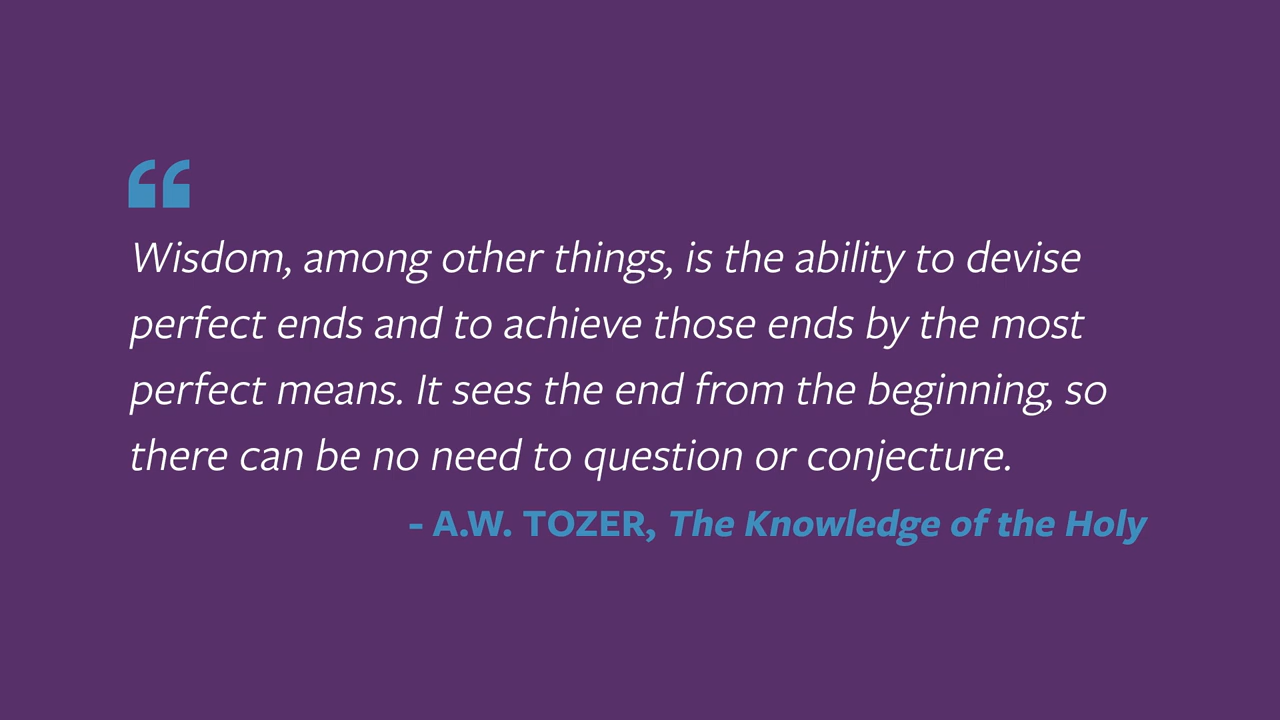 “
Wisdom, among other things, is the ability to devise
perfect ends and to achieve those ends by the most
perfect means. It sees the end from the beginning, so
there can be no need to question or conjecture.
- A.W. TOZER, The Knowledge of the Holy